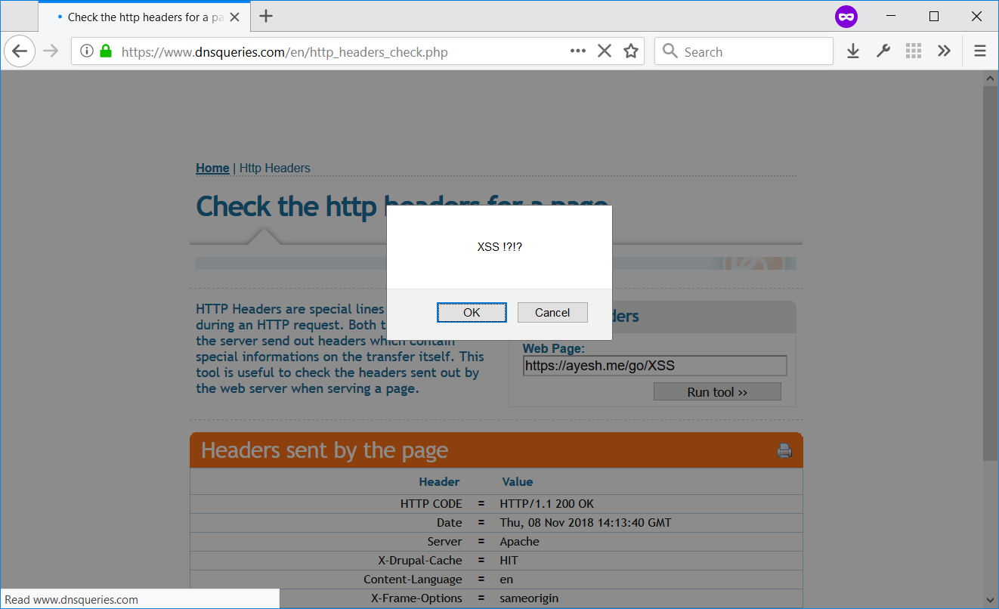 Check the http headers for a pa
https://www.dnsqueries.com/en/http_headers_check.php
Search
Home | Http Headers
Check the http headers for a page
XSS !?!?
OK
Cancel
HTTP Headers are special lines
during an HTTP request. Both t
the server send out headers which contain
special informations on the transfer itself. This
tool is useful to check the headers sent out by
the web server when serving a page.
ders
Web Page:
https://ayesh.me/go/XSS
Run tool >>
Headers sent by the page
Header Value
HTTP CODE = HTTP/1.1 200 OK
Date = Thu, 08 Nov 2018 14:13:40 GMT
Server = Apache
X-Drupal-Cache = HIT
Content-Language = en
X-Frame-Options = sameorigin
Read www.dnsqueries.com